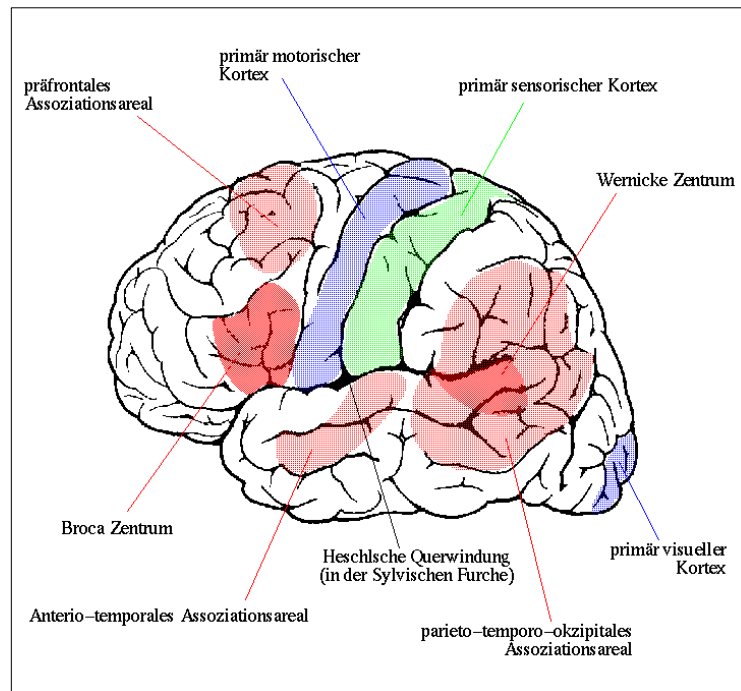 primär motorischer
Kortex
präfrontales
Assoziationsareal
primär sensorischer Kortex
Wernicke Zentrum
Broca Zentrum
Heschlsche Querwindung
(in der Sylvischen Furche)
primär visueller
Kortex
Anterio-temporales Assoziationsareal
parieto-temporo-okzipitales
Assoziationsareal